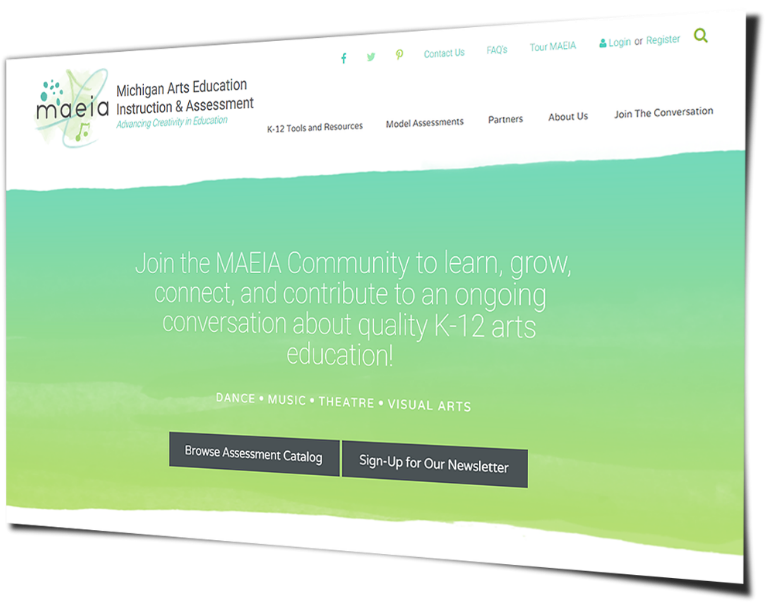 Contact Us FAQ's Tour MAEIA Login or Register
maeia
Michigan Arts Education
Instruction & Assessment
Advancing Creativity in Education
K-12 Tools and Resources Model Assessments Partners About Us Join The Conversation
Join the MAEIA Community to learn, grow,
connect, and contribute to an ongoing
conversation about quality K-12 arts
education!
DANCE • MUSIC • THEATRE • VISUAL ARTS
Browse Assessment Catalog Sign-Up for Our Newsletter